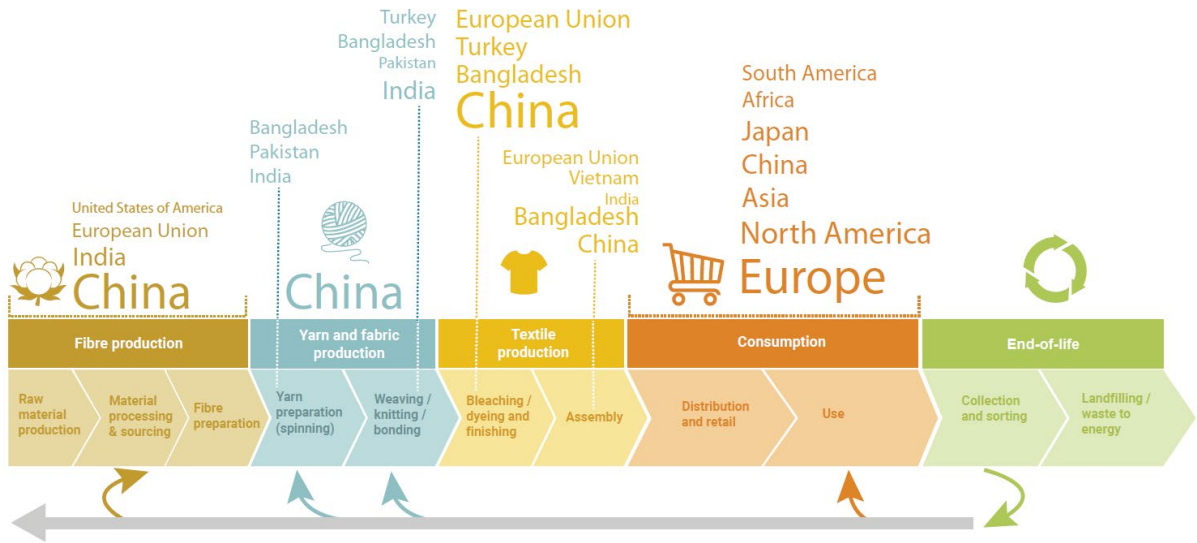 Turkey
Bangladesh
Pakistan
India
European Union
Turkey
Bangladesh
China
Bangladesh
Pakistan
India
European Union
Vietnam
India
Bangladesh
China
South America
Africa
Japan
China
Asia
North America
Europe
United States of America
European Union
India
China
China
Fibre production
Yarn and fabric
production
Textile
production
Consumption
End-of-life
Raw
material
production
Material
processing
& sourcing
Fibre
preparation
Yarn
preparation
(spinning)
Weaving /
knitting /
bonding
Bleaching /
dyeing and
finishing
Assembly
Distribution
and retail
Use
Collection
and sorting
Landfilling /
waste to
energy